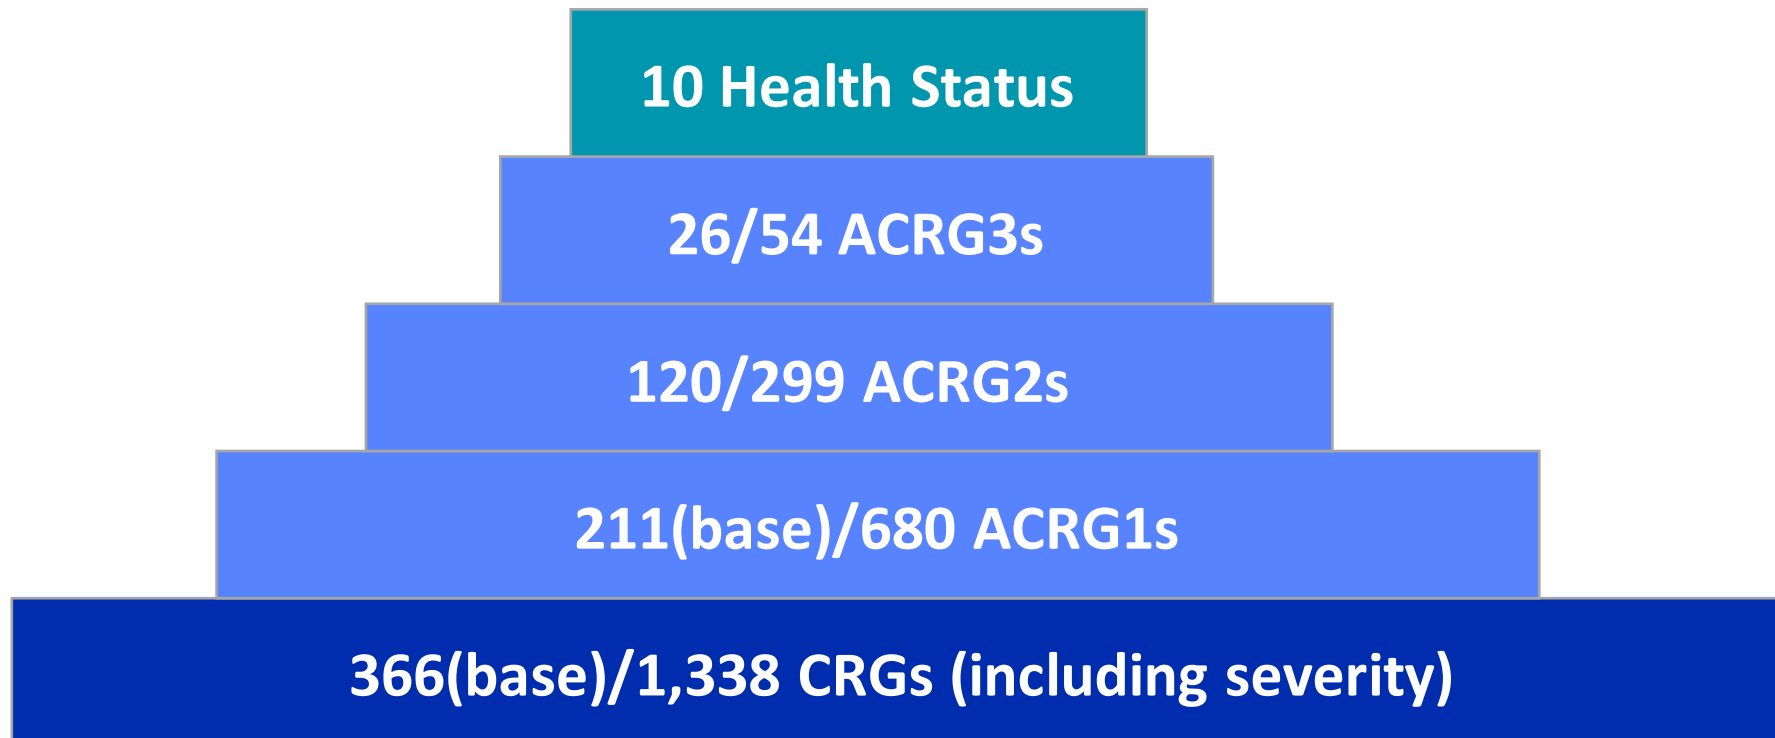 10 Health Status
26/54 ACRG3s
120/299 ACRG2s
211(base)/680 ACRG1s
366(base)/1,338 CRGs (including severity)